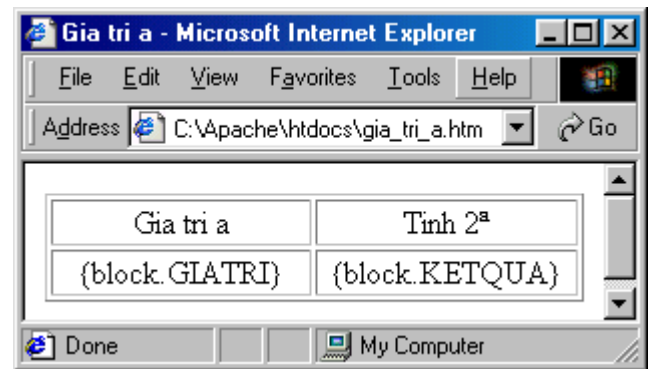 Gia tri a - Microsoft Internet Explorer
File Edit View Favorites Tools Help
Address C:\Apache\htdocs\gia_tri_a.htm Go
Gia tri a Tinh 2ª
{block.GIATRI} {block.KETQUA}
Done My Computer